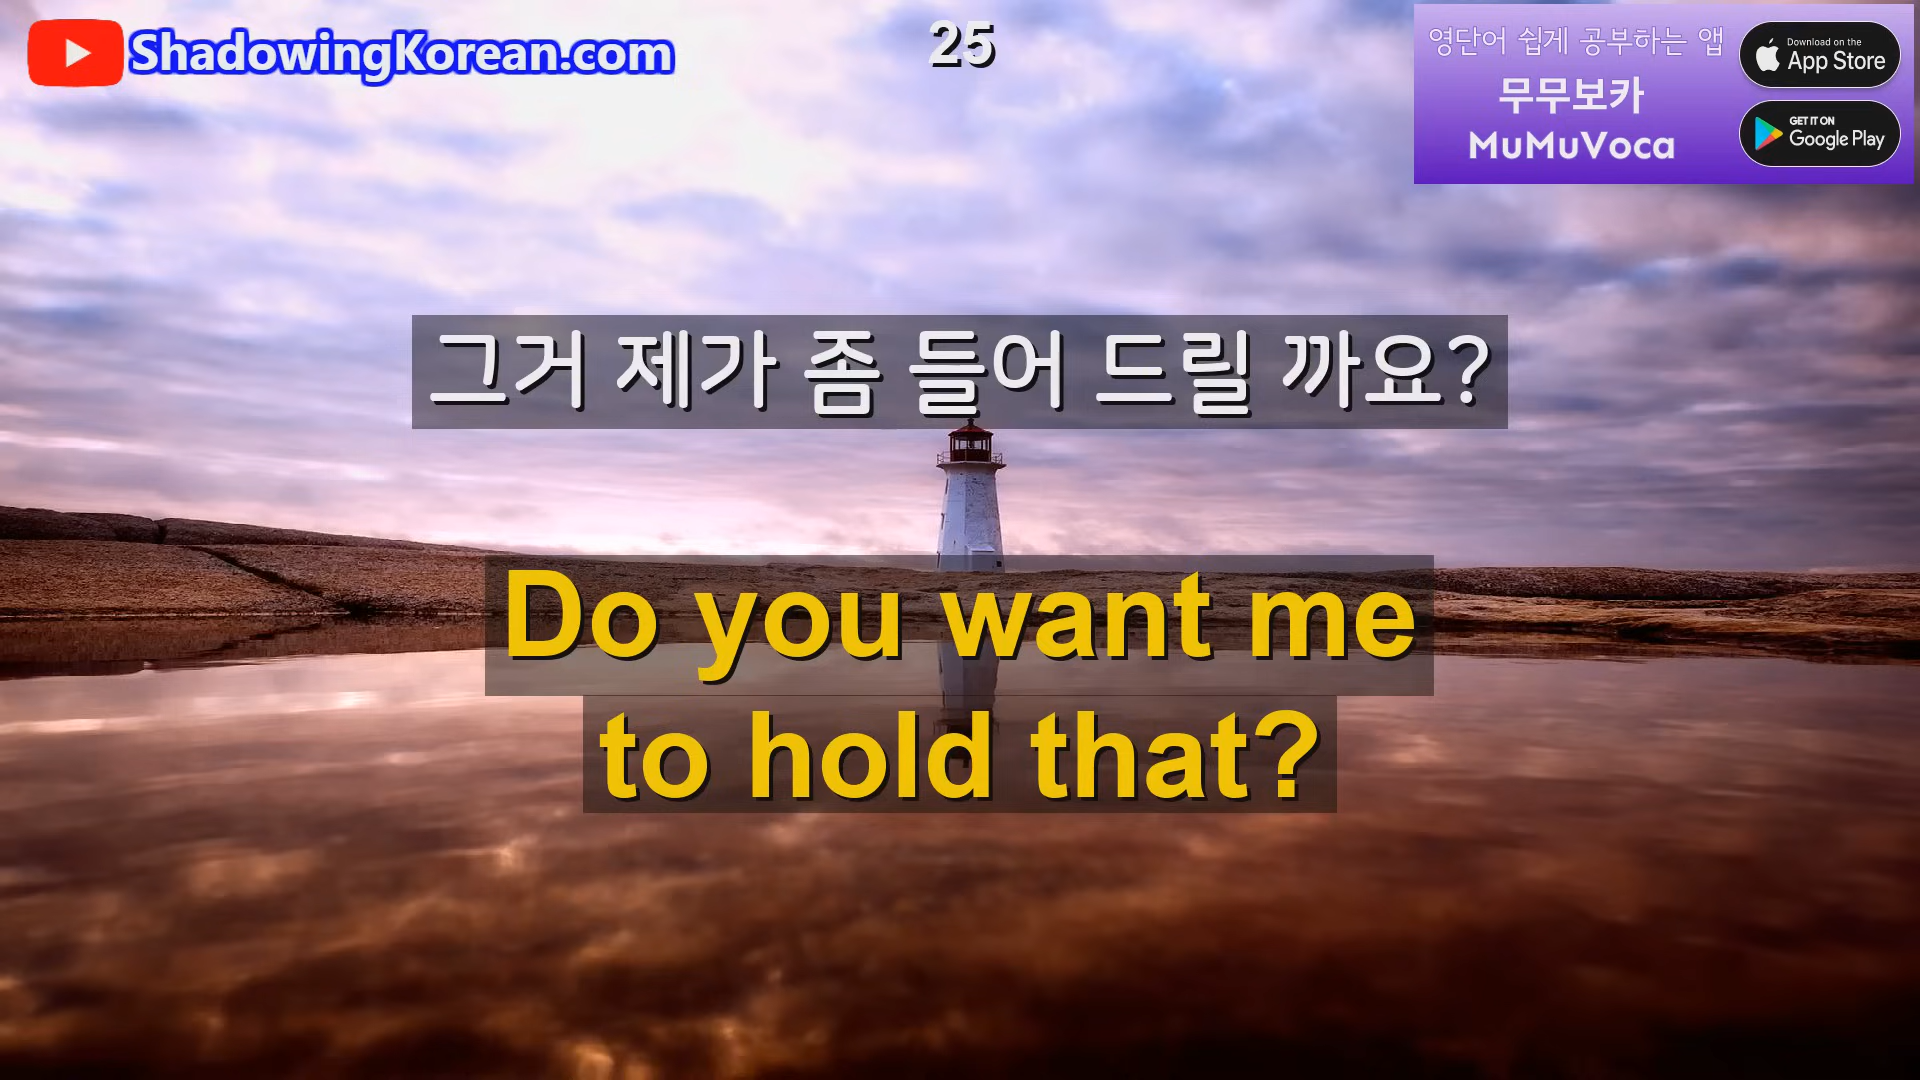 ShadowingKorean.com
25
영단어 쉽게 공부하는 앱
무무보카
MuMuVoca
Download on the
App Store
GET IT ON
Google Play
그거 제가 좀 들어 드릴 까요?
Do you want me
to hold that?